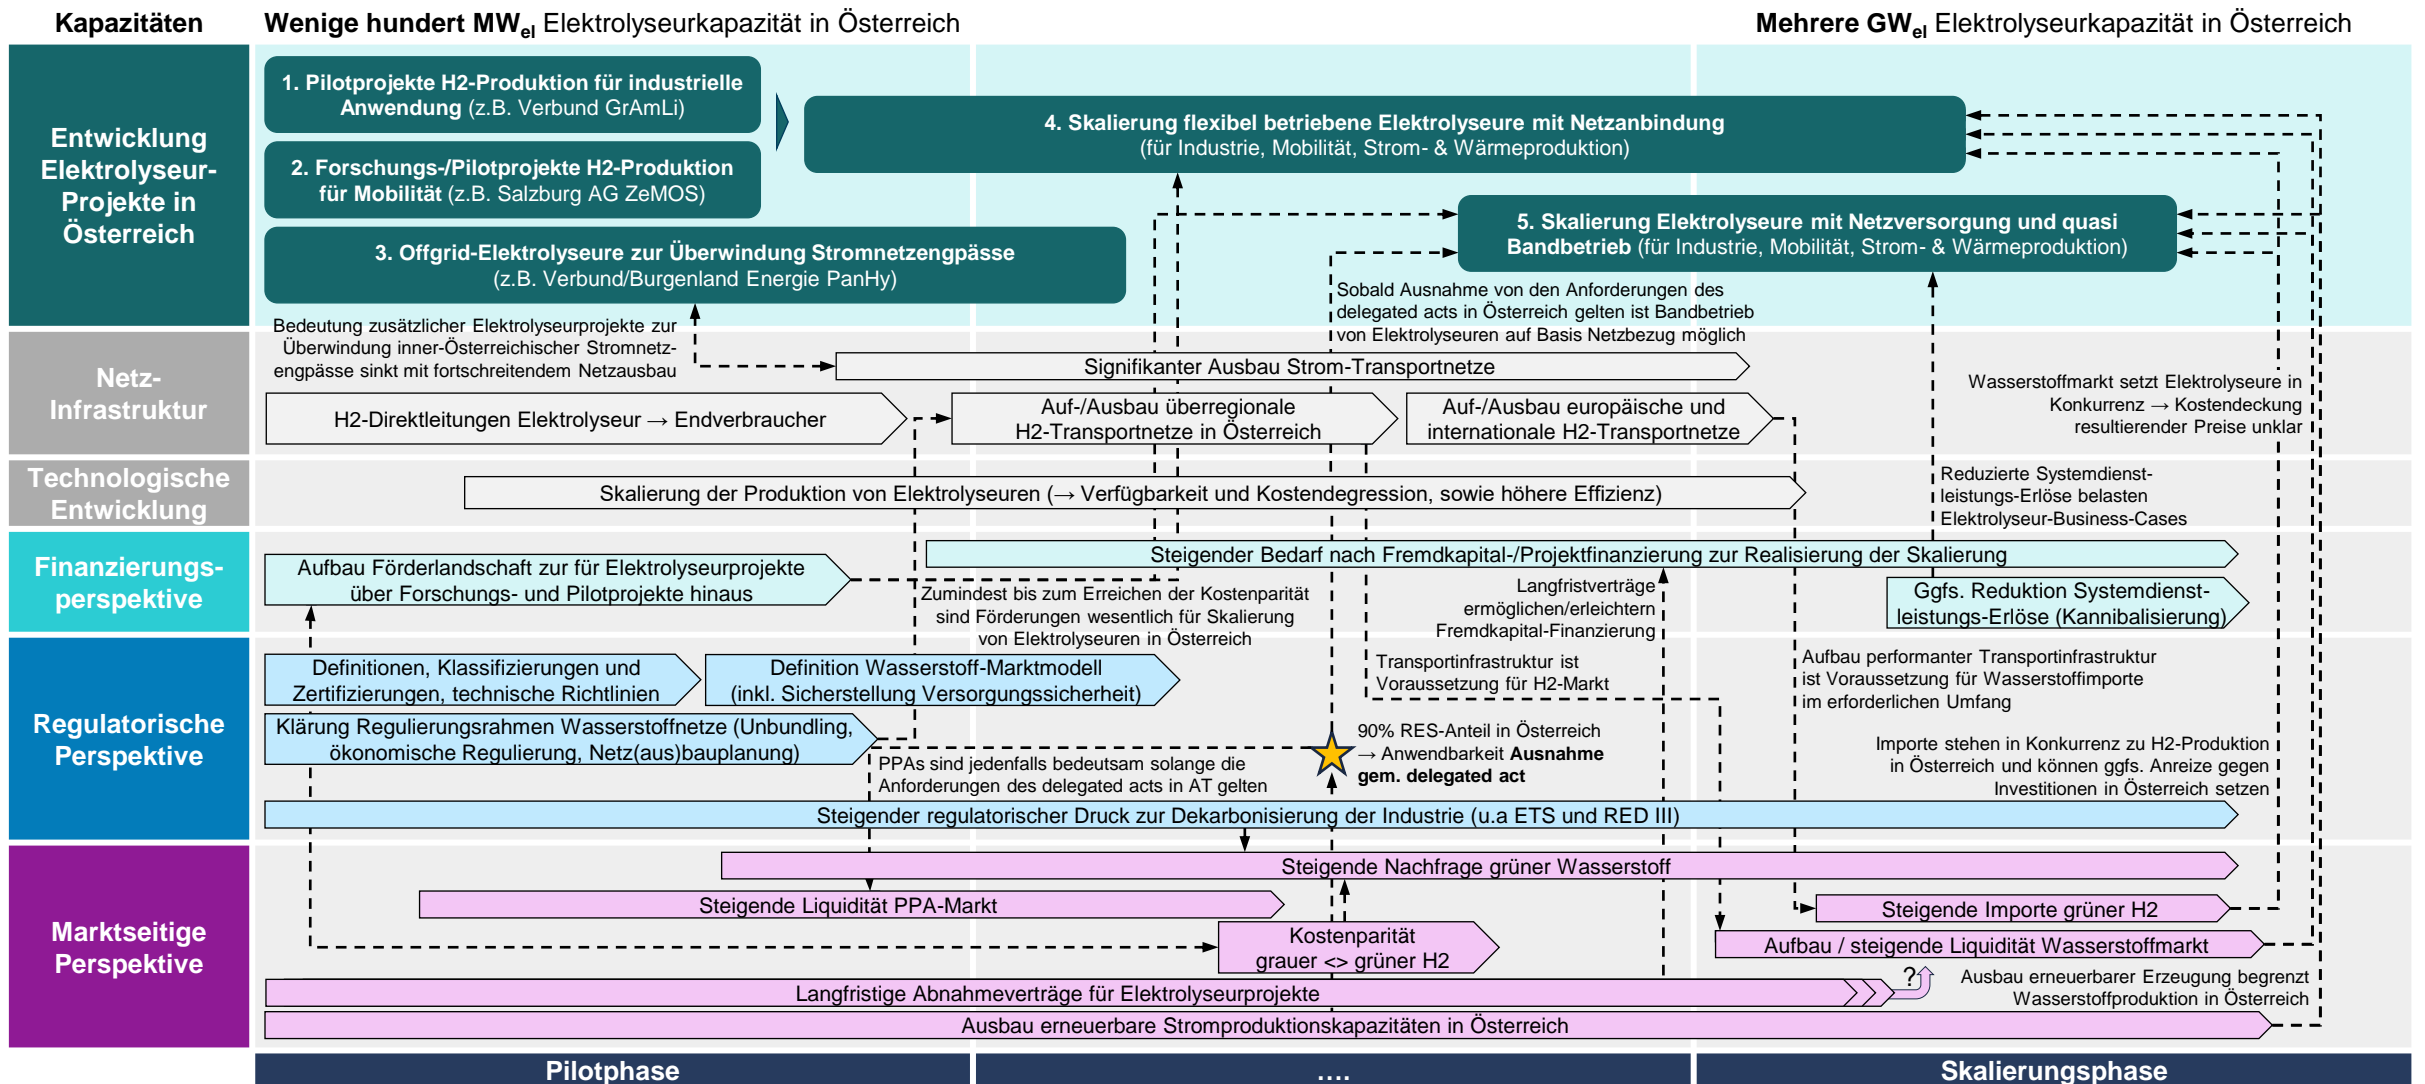 Kapazitäten
Wenige hundert MWel Elektrolyseurkapazität in Österreich
Mehrere GWel Elektrolyseurkapazität in Österreich
Entwicklung
Elektrolyseur-
Projekte in
Österreich
1. Pilotprojekte H2-Produktion für industrielle
Anwendung (z.B. Verbund GrAmLi)
2. Forschungs-/Pilotprojekte H2-Produktion
für Mobilität (z.B. Salzburg AG ZeMOS)
3. Offgrid-Elektrolyseure zur Überwindung Stromnetzengpässe
(z.B. Verbund/Burgenland Energie PanHy)
4. Skalierung flexibel betriebene Elektrolyseure mit Netzanbindung
(für Industrie, Mobilität, Strom- & Wärmeproduktion)
5. Skalierung Elektrolyseure mit Netzversorgung und quasi
Bandbetrieb (für Industrie, Mobilität, Strom- & Wärmeproduktion)
Bedeutung zusätzlicher Elektrolyseurprojekte zur
Überwindung inner-Österreichischer Stromnetz-
engpässe sinkt mit fortschreitendem Netzausbau
Sobald Ausnahme von den Anforderungen des
delegated acts in Österreich gelten ist Bandbetrieb
von Elektrolyseuren auf Basis Netzbezug möglich
Netz-
Infrastruktur
Signifikanter Ausbau Strom-Transportnetze
H2-Direktleitungen Elektrolyseur → Endverbraucher
Auf-/Ausbau überregionale
H2-Transportnetze in Österreich
Auf-/Ausbau europäische und
internationale H2-Transportnetze
Wasserstoffmarkt setzt Elektrolyseure in
Konkurrenz → Kostendeckung
resultierender Preise unklar
Technologische
Entwicklung
Skalierung der Produktion von Elektrolyseuren (→ Verfügbarkeit und Kostendegression, sowie höhere Effizienz)
Reduzierte Systemdienst-
leistungs-Erlöse belasten
Elektrolyseur-Business-Cases
Finanzierungs-
perspektive
Steigender Bedarf nach Fremdkapital-/Projektfinanzierung zur Realisierung der Skalierung
Aufbau Förderlandschaft zur für Elektrolyseurprojekte
über Forschungs- und Pilotprojekte hinaus
Zumindest bis zum Erreichen der Kostenparität
sind Förderungen wesentlich für Skalierung
von Elektrolyseuren in Österreich
Langfristverträge
ermöglichen/erleichtern
Fremdkapital-Finanzierung
Ggfs. Reduktion Systemdienst-
leistungs-Erlöse (Kannibalisierung)
Regulatorische
Perspektive
Definitionen, Klassifizierungen und
Zertifizierungen, technische Richtlinien
Definition Wasserstoff-Marktmodell
(inkl. Sicherstellung Versorgungssicherheit)
Transportinfrastruktur ist
Voraussetzung für H2-Markt
Aufbau performanter Transportinfrastruktur
ist Voraussetzung für Wasserstoffimporte
im erforderlichen Umfang
Klärung Regulierungsrahmen Wasserstoffnetze (Unbundling,
ökonomische Regulierung, Netz(aus)bauplanung)
PPAs sind jedenfalls bedeutsam solange die
Anforderungen des delegated acts in AT gelten
90% RES-Anteil in Österreich
→ Anwendbarkeit Ausnahme
gem. delegated act
Importe stehen in Konkurrenz zu H2-Produktion
in Österreich und können ggfs. Anreize gegen
Investitionen in Österreich setzen
Steigender regulatorischer Druck zur Dekarbonisierung der Industrie (u.a ETS und RED III)
Marktseitige
Perspektive
Steigende Nachfrage grüner Wasserstoff
Steigende Liquidität PPA-Markt
Steigende Importe grüner H2
Kostenparität
grauer <> grüner H2
Aufbau / steigende Liquidität Wasserstoffmarkt
Langfristige Abnahmeverträge für Elektrolyseurprojekte
?
Ausbau erneuerbarer Erzeugung begrenzt
Wasserstoffproduktion in Österreich
Ausbau erneuerbare Stromproduktionskapazitäten in Österreich
Pilotphase
....
Skalierungsphase